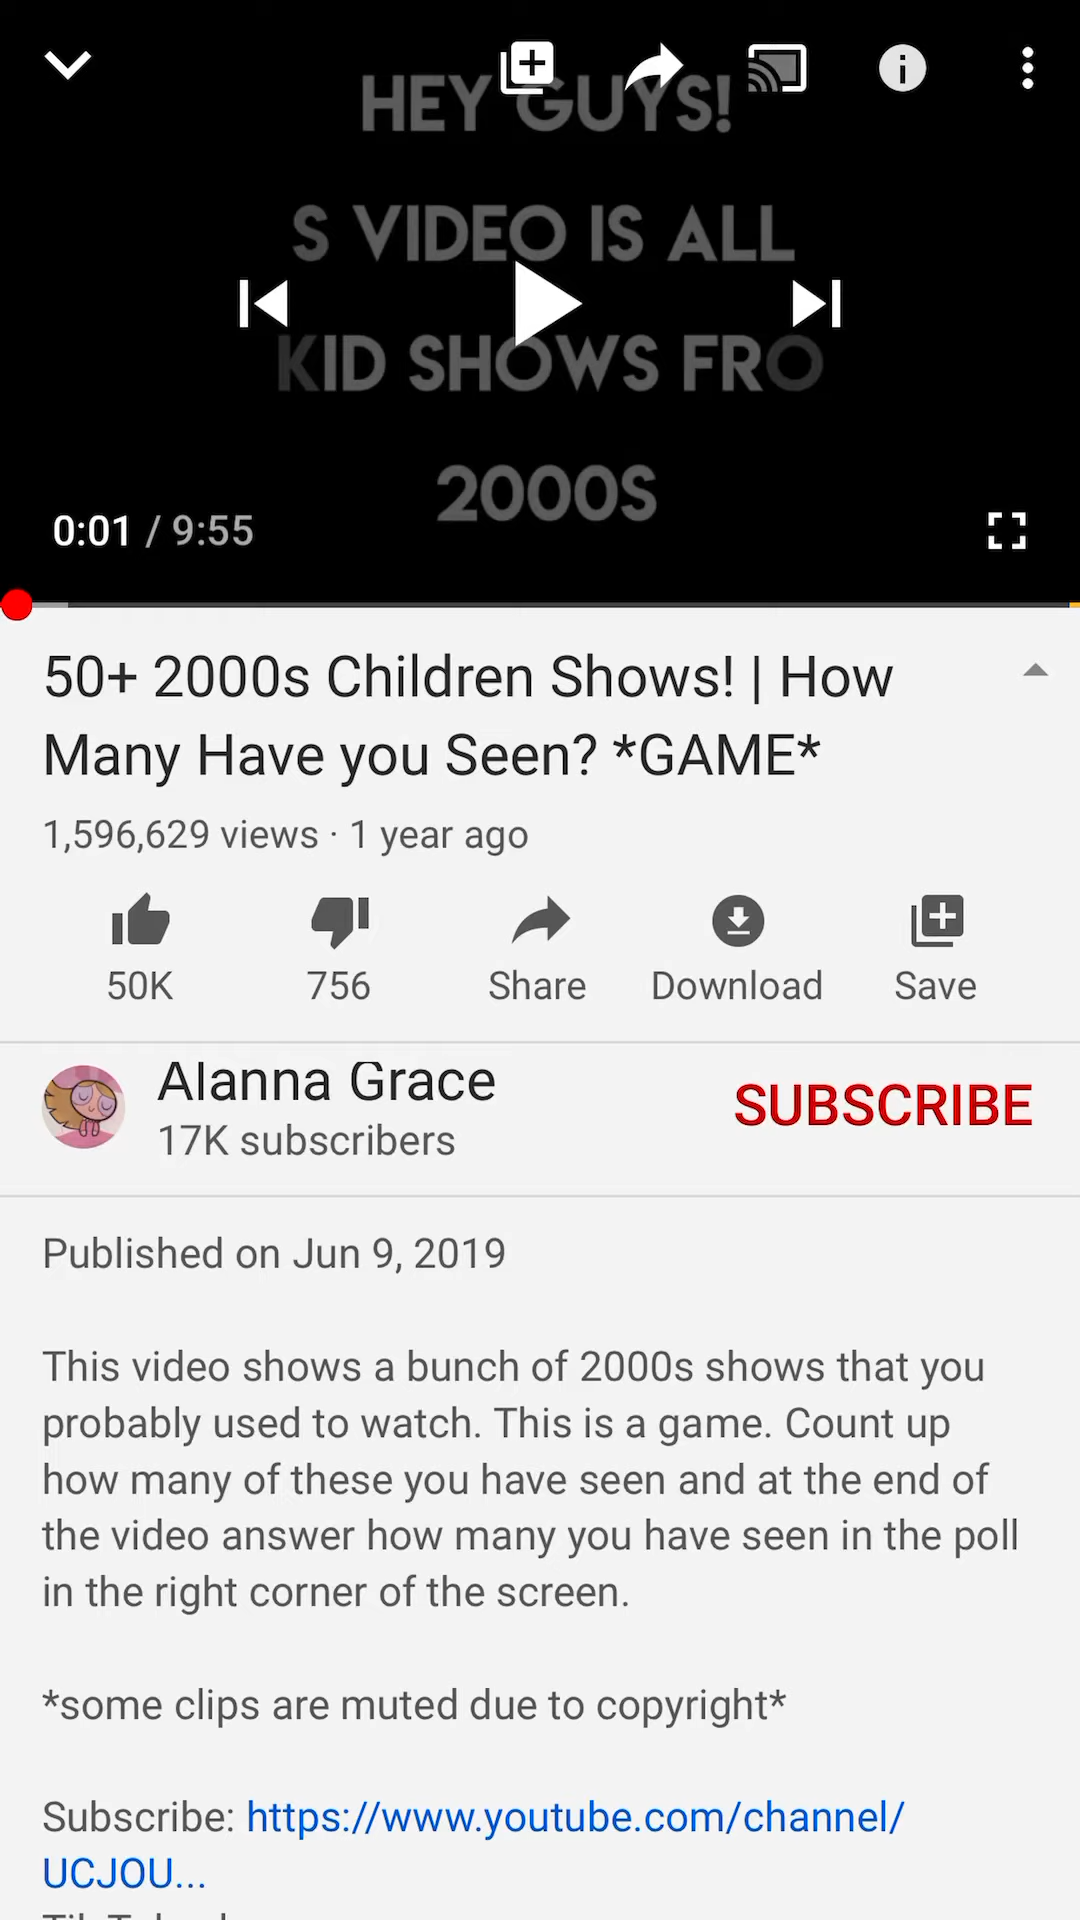 HEY GUYS!
S VIDEO IS ALL
KID SHOWS FRO
2000S
0:01 / 9:55
50+ 2000s Children Shows! | How
Many Have you Seen? *GAME*
1,596,629 views · 1 year ago
50K
756
Share
Download
Save
Alanna Grace
17K subscribers
SUBSCRIBE
Published on Jun 9, 2019
This video shows a bunch of 2000s shows that you
probably used to watch. This is a game. Count up
how many of these you have seen and at the end of
the video answer how many you have seen in the poll
in the right corner of the screen.
*some clips are muted due to copyright*
Subscribe: https://www.youtube.com/channel/
UCJOU...